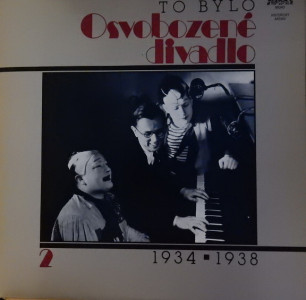 TO BYLO
Osvobozené
divadlo
2
1934 ▪ 1938